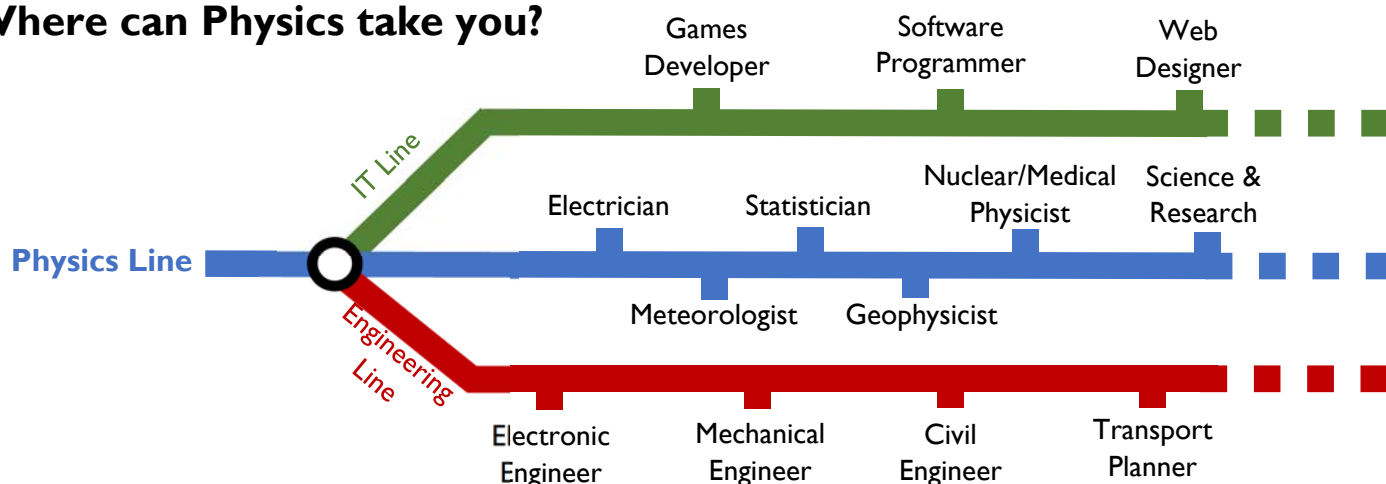 Where can Physics take you?
Games
Developer
Software
Programmer
Web
Designer
IT Line
Electrician
Statistician
Nuclear/Medical
Physicist
Science &
Research
Physics Line
Meteorologist
Geophysicist
Engineering
Line
Electronic
Engineer
Mechanical
Engineer
Civil
Engineer
Transport
Planner